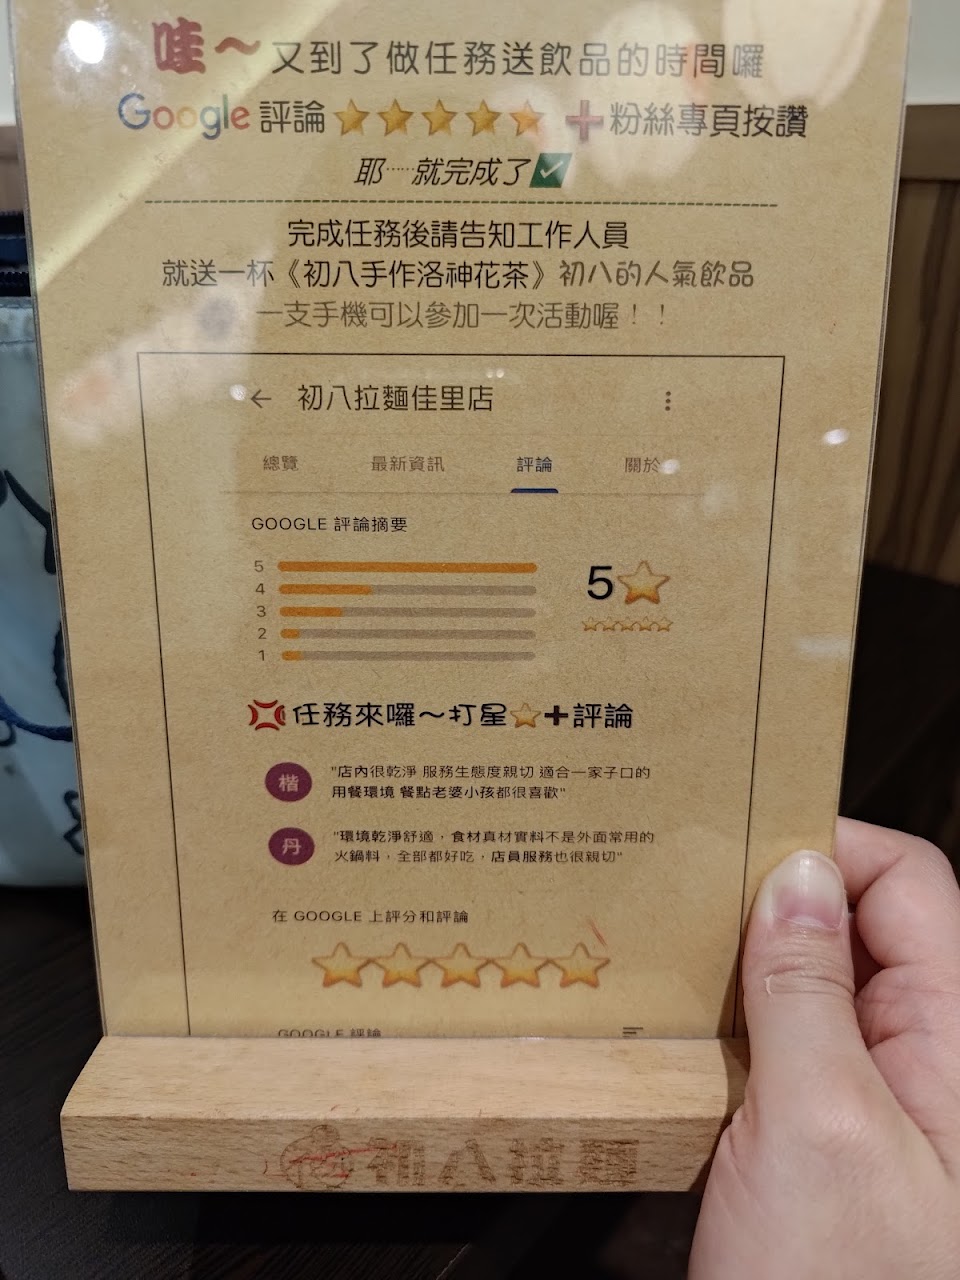 哇～又到了做任務送飲品的時間囉
Google 評論⭐⭐⭐⭐⭐➕粉絲專頁按讚
耶……就完成了✅
完成任務後請告知工作人員
就送一杯《初八手作洛神花茶》初八的人氣飲品
一支手機可以參加一次活動喔！！
← 初八拉麵佳里店
總覽 最新資訊 評論 關於
GOOGLE 評論摘要
5
4
3
2
1
5⭐
💢任務來囉～打星⭐➕評論
楷 "店內很乾淨 服務生態度親切 適合一家子口的
用餐環境 餐點老婆小孩都很喜歡"
丹 "環境乾淨舒適，食材真材實料不是外面常用的
火鍋料，全部都好吃，店員服務也很親切"
在 GOOGLE 上評分和評論
GOOGLE 評論